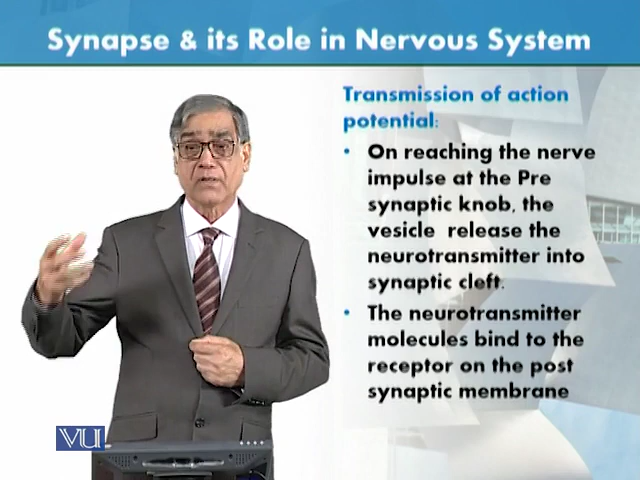 Synapse & its Role in Nervous System
Transmission of action
potential:
• On reaching the nerve
impulse at the Pre
synaptic knob, the
vesicle release the
neurotransmitter into
synaptic cleft.
• The neurotransmitter
molecules bind to the
receptor on the post
synaptic membrane
VU